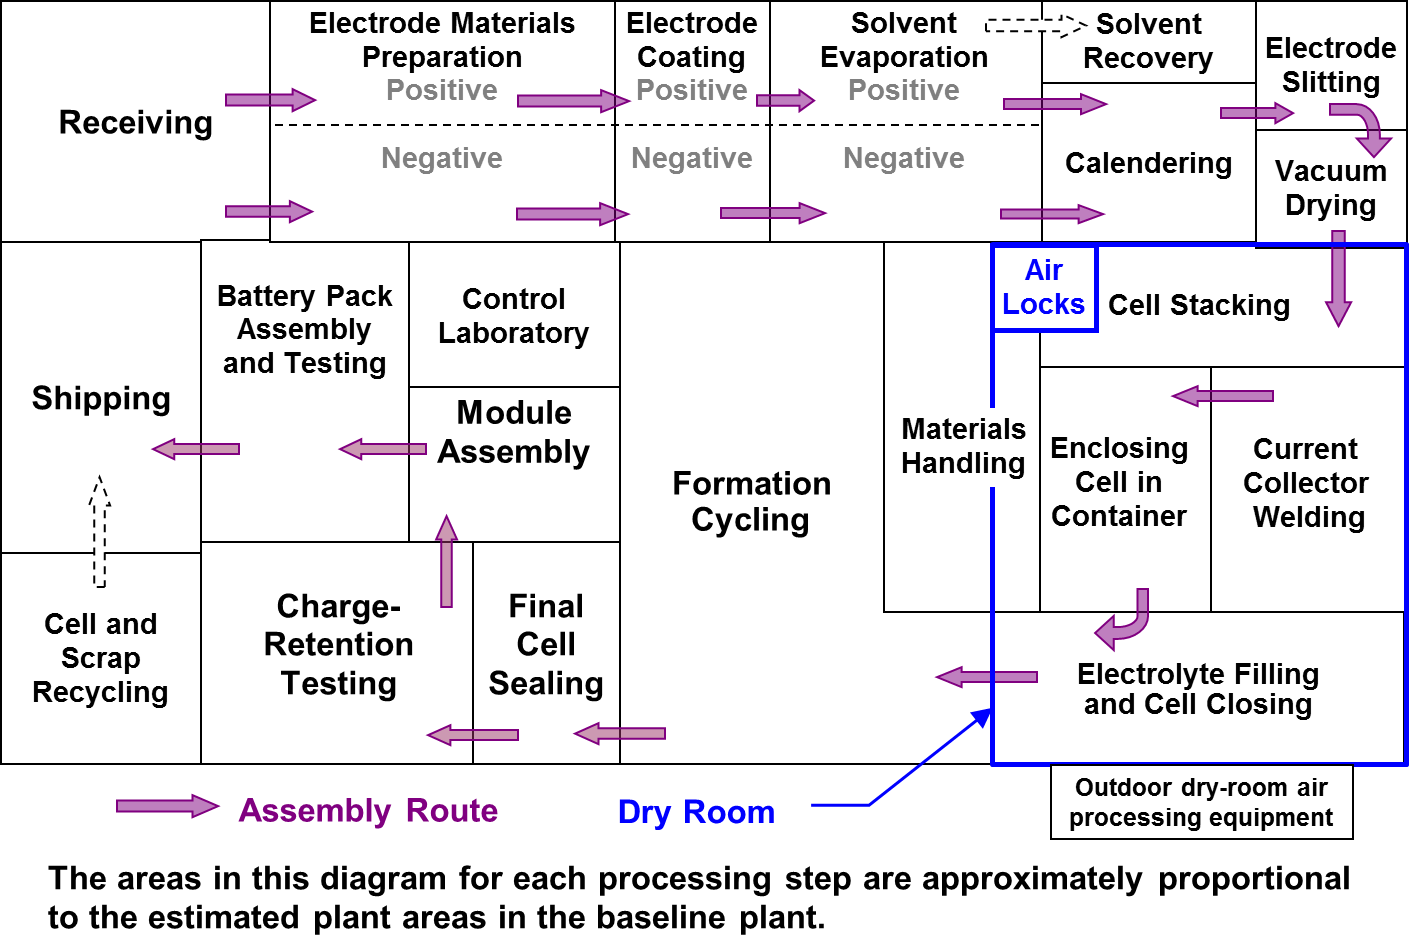 Electrode Materials
Preparation
Positive
Negative
Electrode
Coating
Positive
Negative
Solvent
Evaporation
Positive
Negative
Solvent
Recovery
Electrode
Slitting
Receiving
Calendering
Vacuum
Drying
Shipping
Battery Pack
Assembly
and Testing
Control
Laboratory
Module
Assembly
Formation
Cycling
Materials
Handling
Air
Locks
Cell Stacking
Enclosing
Cell in
Container
Current
Collector
Welding
Cell and
Scrap
Recycling
Charge-
Retention
Testing
Final
Cell
Sealing
Electrolyte Filling
and Cell Closing
Assembly Route
Dry Room
Outdoor dry-room air
processing equipment
The areas in this diagram for each processing step are approximately proportional
to the estimated plant areas in the baseline plant.